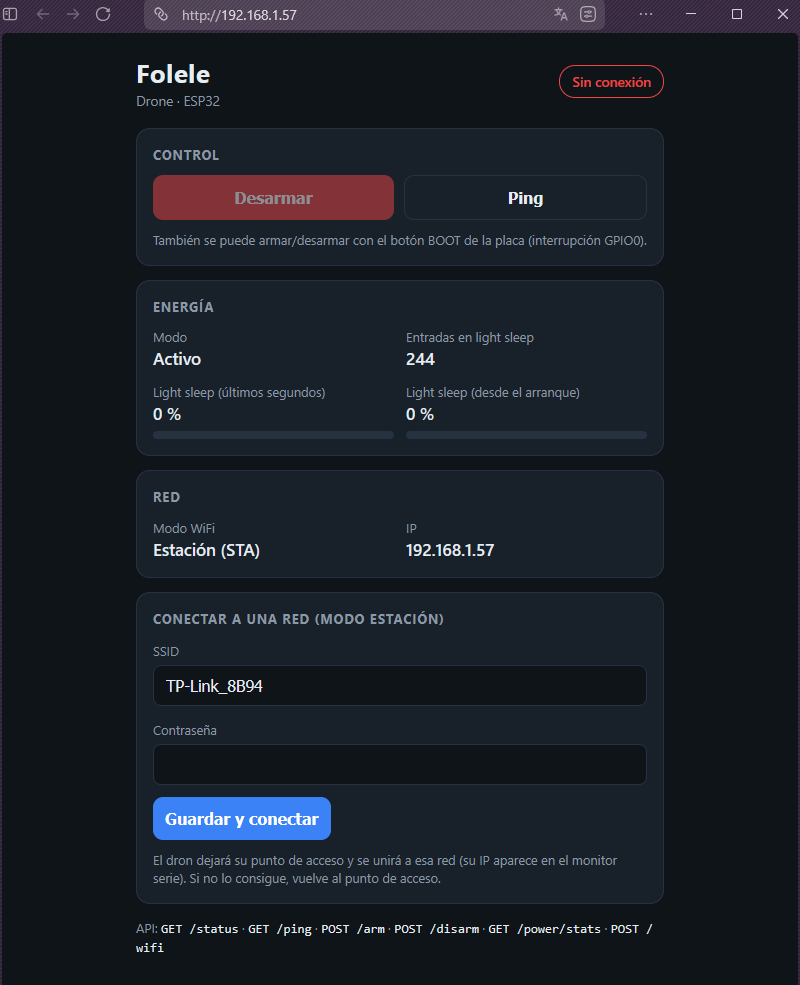 http://192.168.1.57
Folele
Drone · ESP32
Sin conexión
CONTROL
Desarmar
Ping
También se puede armar/desarmar con el botón BOOT de la placa (interrupción GPIO0).
ENERGÍA
Modo
Activo
Entradas en light sleep
244
Light sleep (últimos segundos)
0 %
Light sleep (desde el arranque)
0 %
RED
Modo WiFi
Estación (STA)
IP
192.168.1.57
CONECTAR A UNA RED (MODO ESTACIÓN)
SSID
TP-Link_8B94
Contraseña
Guardar y conectar
El dron dejará su punto de acceso y se unirá a esa red (su IP aparece en el monitor
serie). Si no lo consigue, vuelve al punto de acceso.
API: GET /status · GET /ping · POST /arm · POST /disarm · GET /power/stats · POST /
wifi